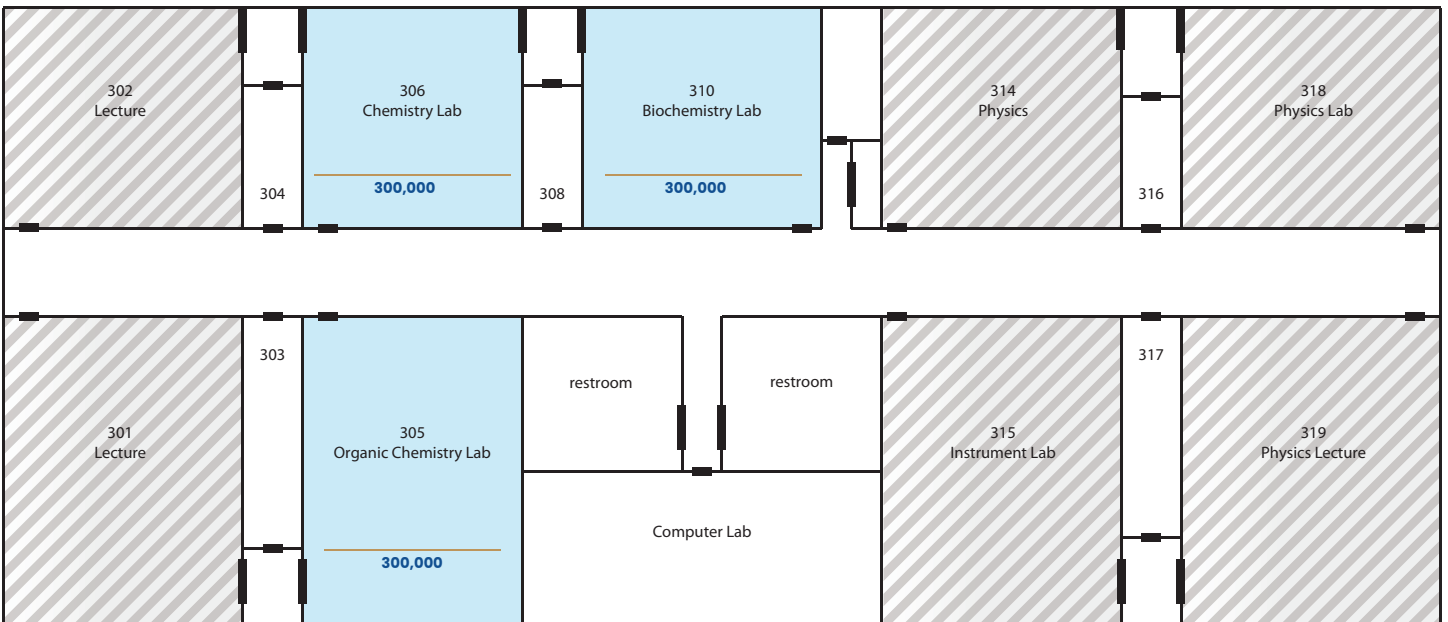 302
Lecture
304
306
Chemistry Lab
300,000
308
310
Biochemistry Lab
300,000
314
Physics
316
318
Physics Lab
301
Lecture
303
305
Organic Chemistry Lab
300,000
restroom
restroom
Computer Lab
315
Instrument Lab
317
319
Physics Lecture